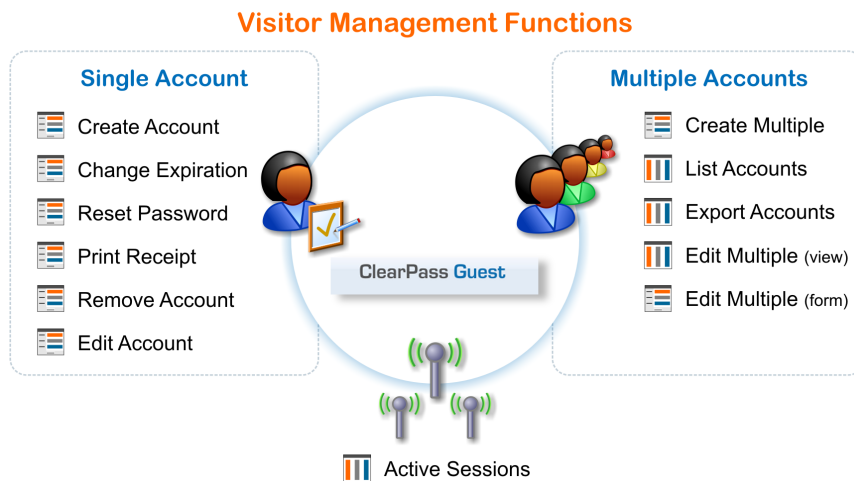 Visitor Management Functions
Single Account
Create Account
Change Expiration
Reset Password
Print Receipt
Remove Account
Edit Account
Multiple Accounts
Create Multiple
List Accounts
Export Accounts
Edit Multiple (view)
Edit Multiple (form)
ClearPass Guest
Active Sessions